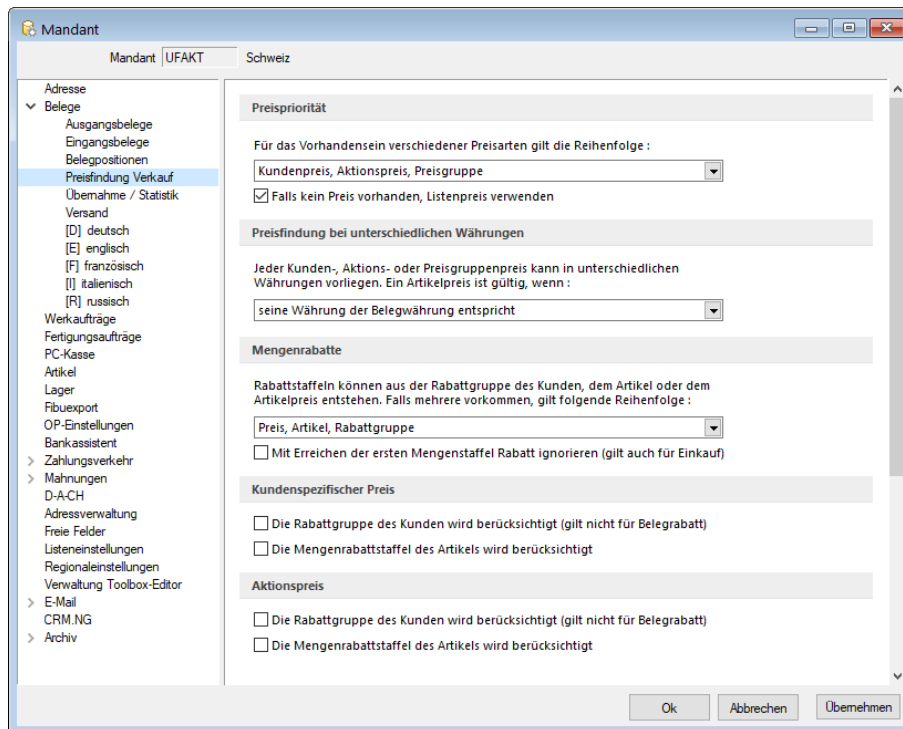 Mandant
Mandant UFAKT Schweiz
Adresse
Belege
Ausgangsbelege
Eingangsbelege
Belegpositionen
Preisfindung Verkauf
Übernahme / Statistik
Versand
[D] deutsch
[E] englisch
[F] französisch
[I] italienisch
[R] russisch
Werkaufträge
Fertigungsaufträge
PC-Kasse
Artikel
Lager
Fibuexport
OP-Einstellungen
Bankassistent
Zahlungsverkehr
Mahnungen
D-A-CH
Adressverwaltung
Freie Felder
Listeneinstellungen
Regionaleinstellungen
Verwaltung Toolbox-Editor
E-Mail
CRM.NG
Archiv
Preispriorität
Für das Vorhandensein verschiedener Preisarten gilt die Reihenfolge :
Kundenpreis, Aktionspreis, Preisgruppe
Falls kein Preis vorhanden, Listenpreis verwenden
Preisfindung bei unterschiedlichen Währungen
Jeder Kunden-, Aktions- oder Preisgruppenpreis kann in unterschiedlichen
Währungen vorliegen. Ein Artikelpreis ist gültig, wenn :
seine Währung der Belegwährung entspricht
Mengenrabatte
Rabattstaffeln können aus der Rabattgruppe des Kunden, dem Artikel oder dem
Artikelpreis entstehen. Falls mehrere vorkommen, gilt folgende Reihenfolge :
Preis, Artikel, Rabattgruppe
Mit Erreichen der ersten Mengenstaffel Rabatt ignorieren (gilt auch für Einkauf)
Kundenspezifischer Preis
Die Rabattgruppe des Kunden wird berücksichtigt (gilt nicht für Belegrabatt)
Die Mengenrabattstaffel des Artikels wird berücksichtigt
Aktionspreis
Die Rabattgruppe des Kunden wird berücksichtigt (gilt nicht für Belegrabatt)
Die Mengenrabattstaffel des Artikels wird berücksichtigt
Ok Abbrechen Übernehmen